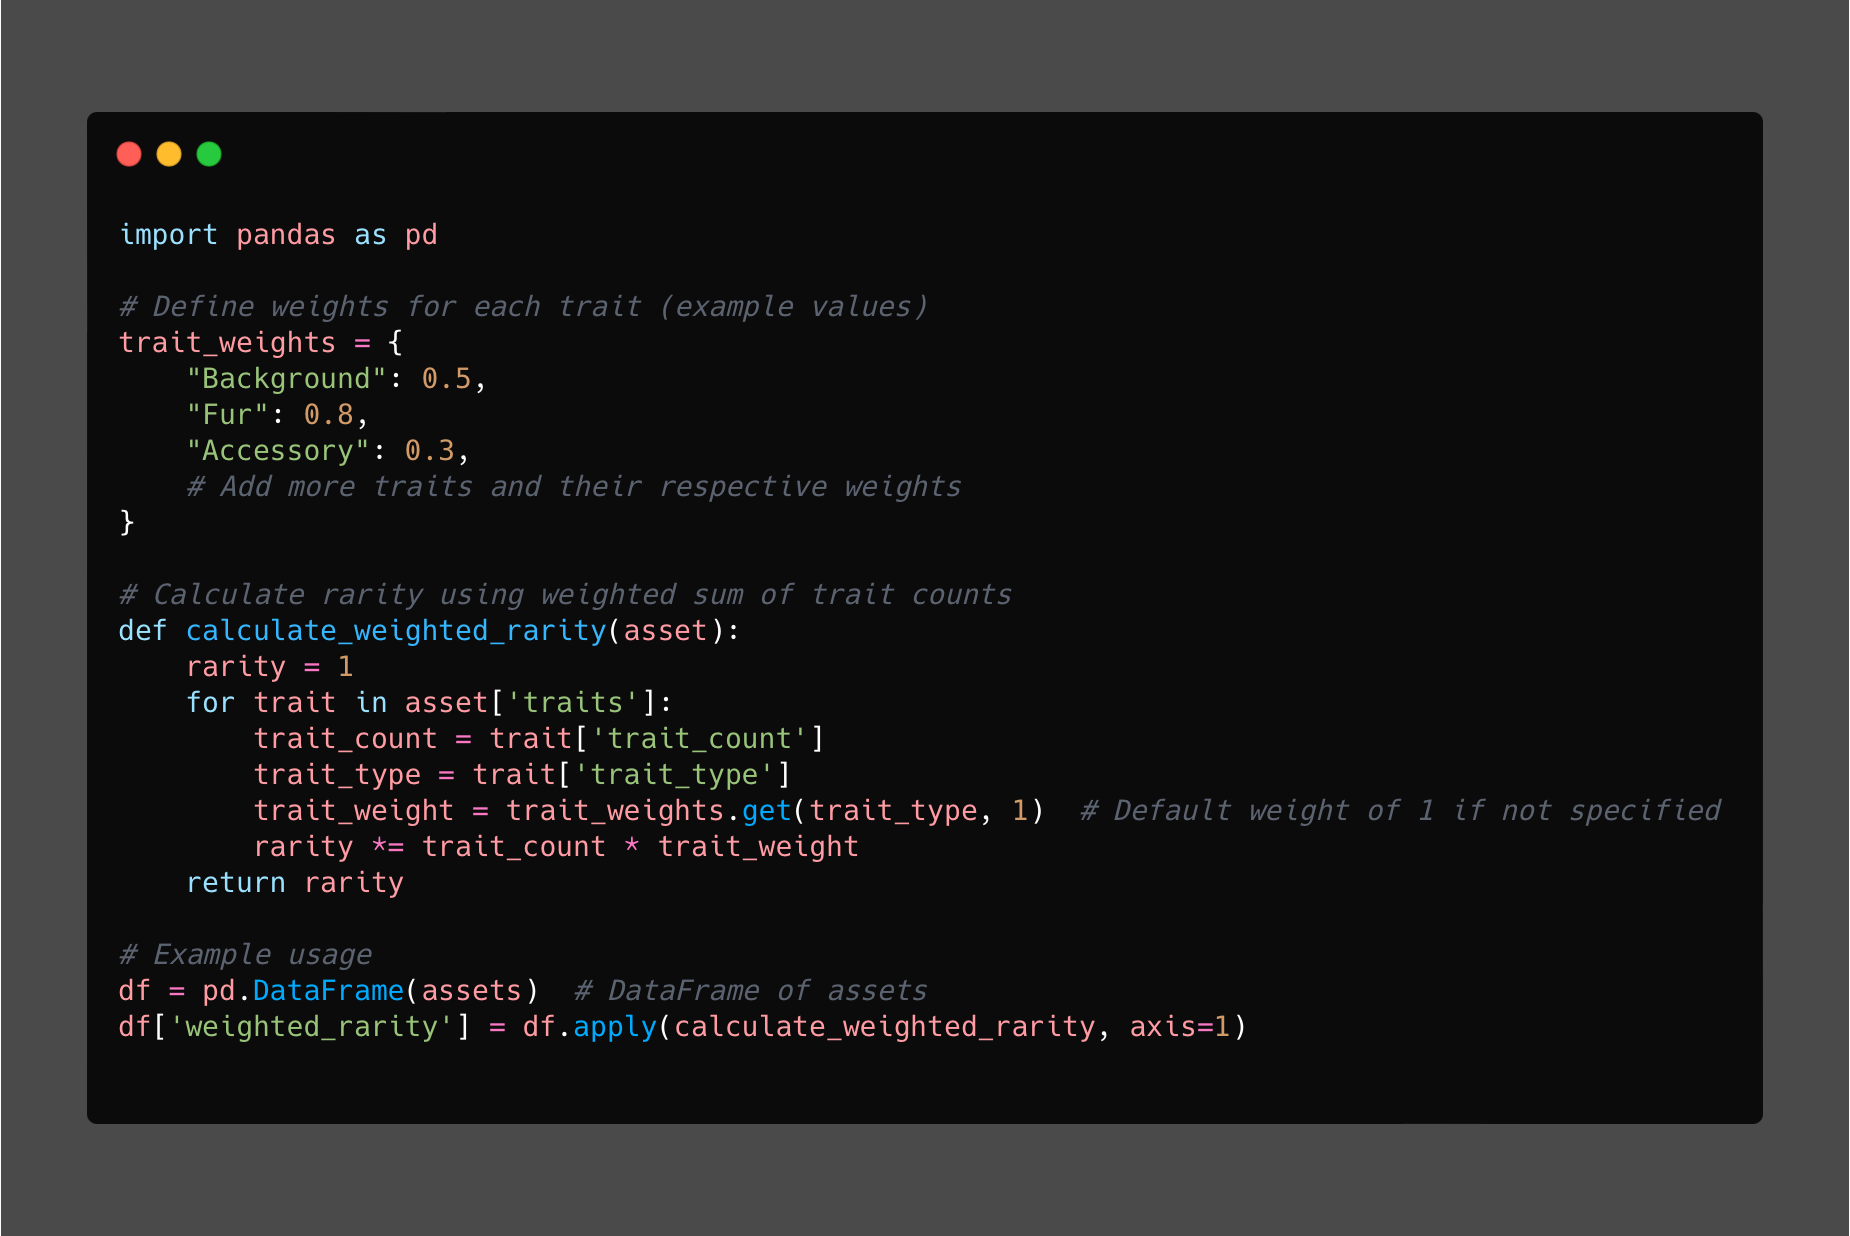 import pandas as pd

# Define weights for each trait (example values)
trait_weights = {
    "Background": 0.5,
    "Fur": 0.8,
    "Accessory": 0.3,
    # Add more traits and their respective weights
}

# Calculate rarity using weighted sum of trait counts
def calculate_weighted_rarity(asset):
    rarity = 1
    for trait in asset['traits']:
        trait_count = trait['trait_count']
        trait_type = trait['trait_type']
        trait_weight = trait_weights.get(trait_type, 1)  # Default weight of 1 if not specified
        rarity *= trait_count * trait_weight
    return rarity

# Example usage
df = pd.DataFrame(assets)  # DataFrame of assets
df['weighted_rarity'] = df.apply(calculate_weighted_rarity, axis=1)